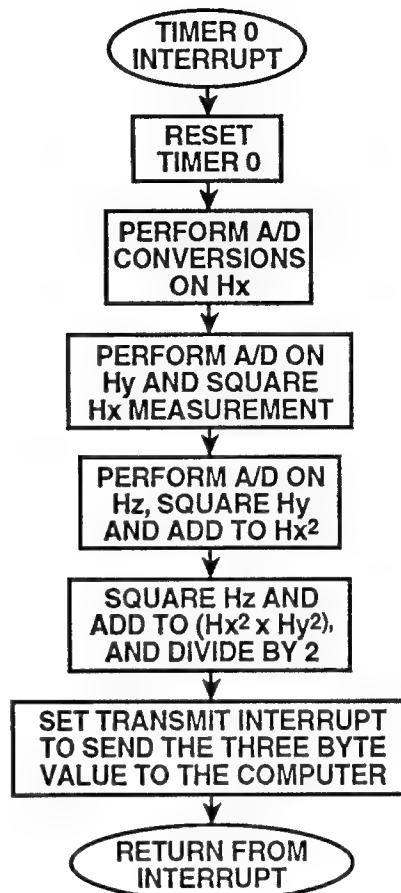 TIMER 0
INTERRUPT
RESET
TIMER 0
PERFORM A/D
CONVERSIONS
ON Hx
PERFORM A/D ON
Hy AND SQUARE
Hx MEASUREMENT
PERFORM A/D ON
Hz, SQUARE Hy
AND ADD TO Hx²
SQUARE Hz AND
ADD TO (Hx² x Hy²),
AND DIVIDE BY 2
SET TRANSMIT INTERRUPT
TO SEND THE THREE BYTE
VALUE TO THE COMPUTER
RETURN FROM
INTERRUPT